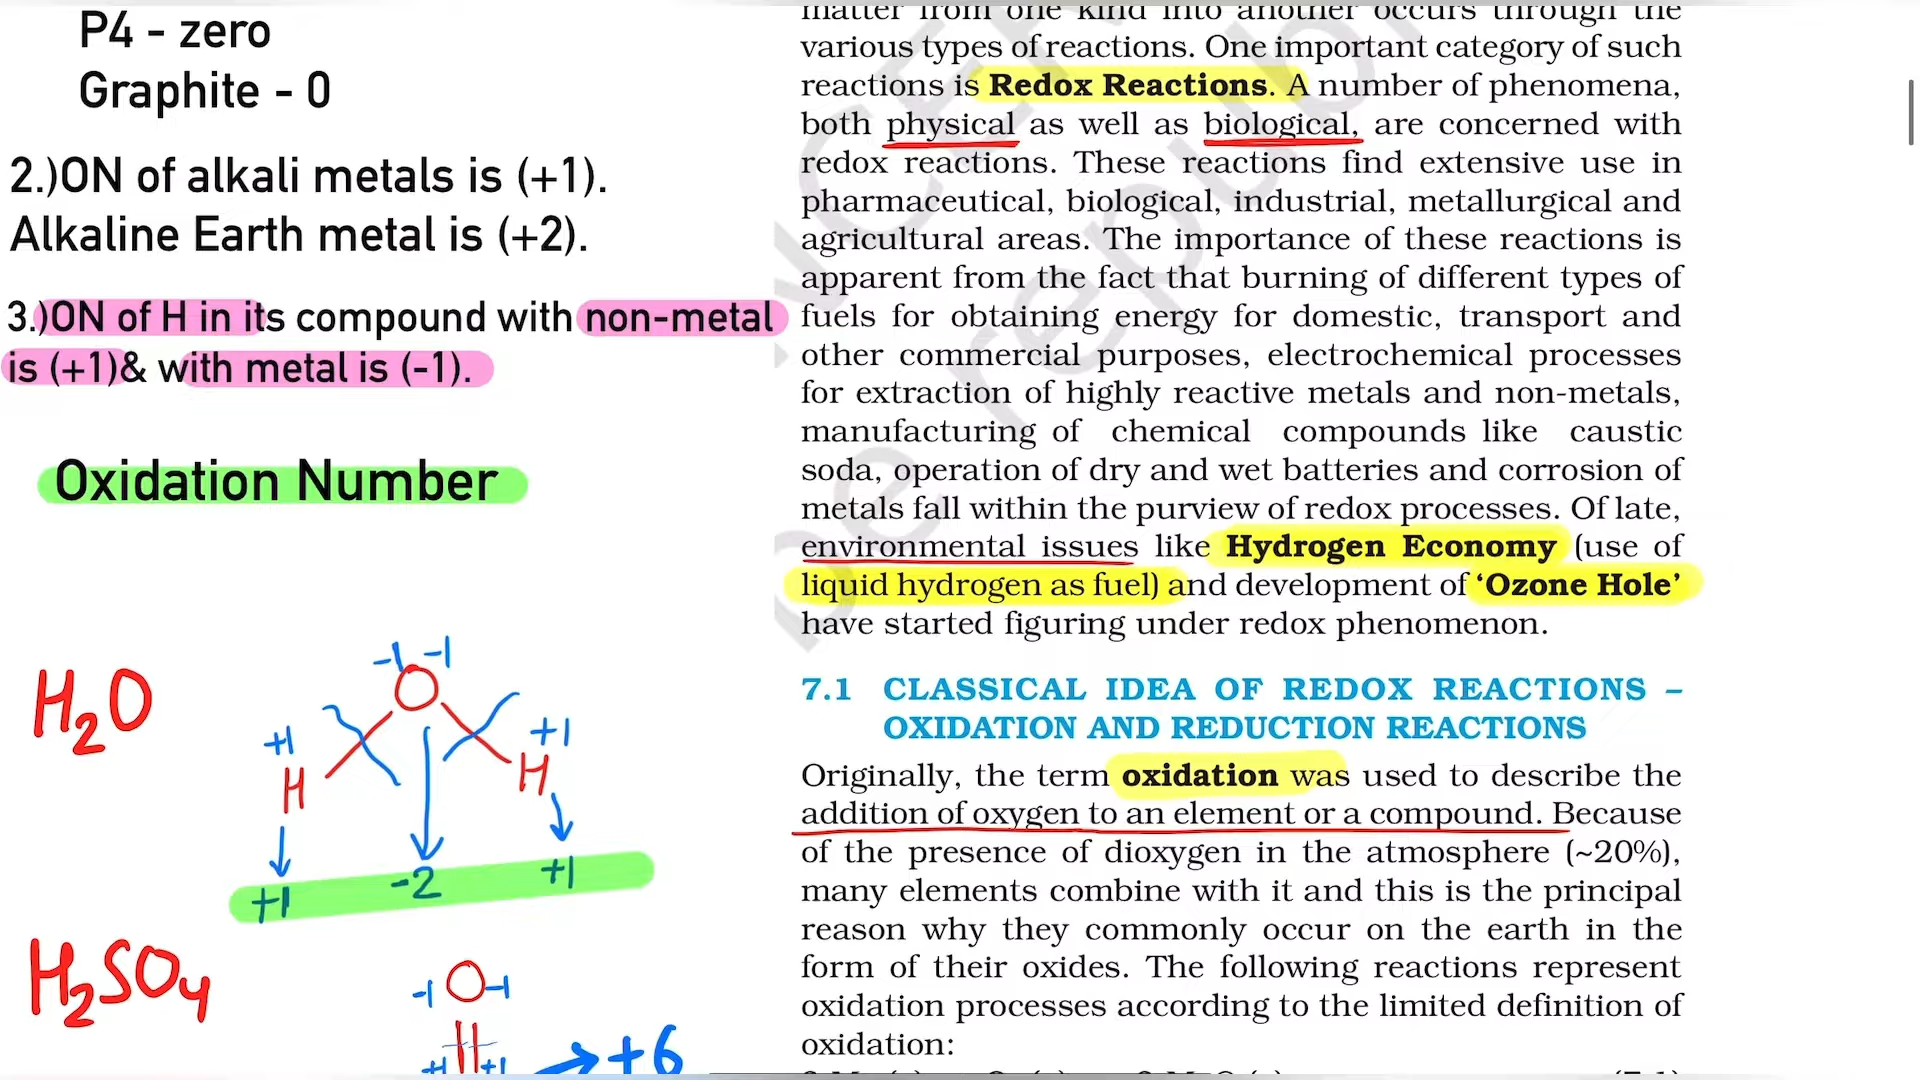 P4 - zero
Graphite - 0
2.)ON of alkali metals is (+1).
Alkaline Earth metal is (+2).
3.)ON of H in its compound with non-metal
is (+1)& with metal is (-1).
Oxidation Number
H₂O
-1 -1
O
+1 +1
H H
+1 -2 +1
H₂SO₄
-1 O -1
+1 +1 → +6
matter from one kind into another occurs through the
various types of reactions. One important category of such
reactions is Redox Reactions. A number of phenomena,
both physical as well as biological, are concerned with
redox reactions. These reactions find extensive use in
pharmaceutical, biological, industrial, metallurgical and
agricultural areas. The importance of these reactions is
apparent from the fact that burning of different types of
fuels for obtaining energy for domestic, transport and
other commercial purposes, electrochemical processes
for extraction of highly reactive metals and non-metals,
manufacturing of chemical compounds like caustic
soda, operation of dry and wet batteries and corrosion of
metals fall within the purview of redox processes. Of late,
environmental issues like Hydrogen Economy (use of
liquid hydrogen as fuel) and development of ‘Ozone Hole’
have started figuring under redox phenomenon.
7.1 CLASSICAL IDEA OF REDOX REACTIONS –
OXIDATION AND REDUCTION REACTIONS
Originally, the term oxidation was used to describe the
addition of oxygen to an element or a compound. Because
of the presence of dioxygen in the atmosphere (~20%),
many elements combine with it and this is the principal
reason why they commonly occur on the earth in the
form of their oxides. The following reactions represent
oxidation processes according to the limited definition of
oxidation: